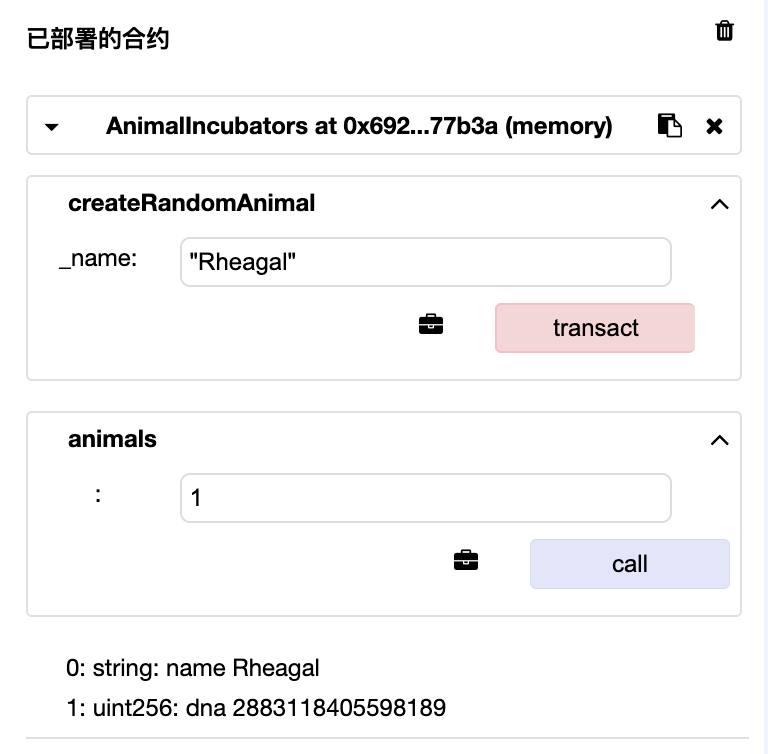 已部署的合约
AnimalIncubators at 0x692...77b3a (memory)
createRandomAnimal
_name:
"Rheagal"
transact
animals
:
1
call
0: string: name Rheagal
1: uint256: dna 2883118405598189